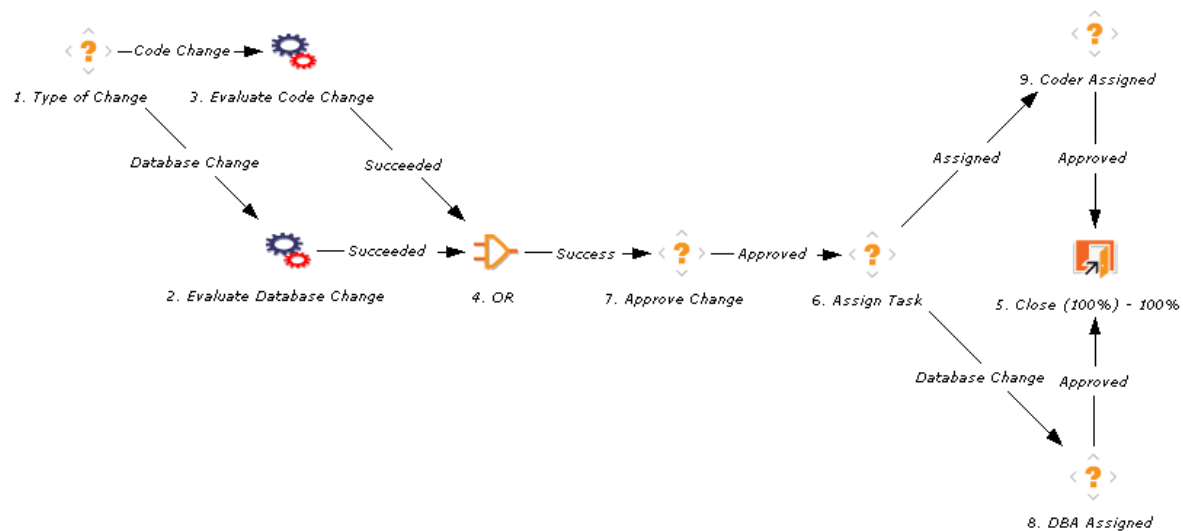 Code Change
1. Type of Change
3. Evaluate Code Change
9. Coder Assigned
Database Change
Succeeded
Assigned
Approved
Succeeded
Success
Approved
2. Evaluate Database Change
4. OR
7. Approve Change
6. Assign Task
5. Close (100%) - 100%
Database Change
Approved
8. DBA Assigned